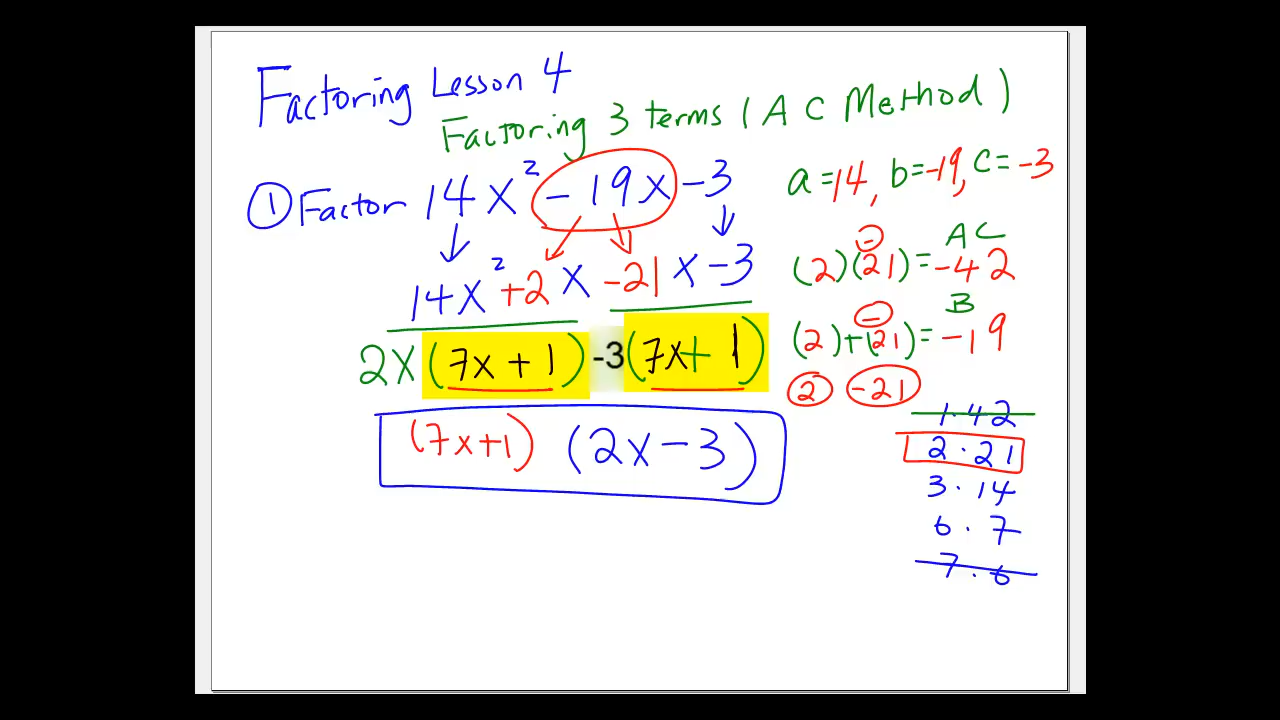 Factoring Lesson 4
Factoring 3 terms (AC Method)
① Factor 14x² - 19x - 3
a = 14, b = -19, c = -3
14x² + 2x - 21x - 3
AC
(2)(-21) = -42
B
(2) + (-21) = -19
2x(7x + 1) -3(7x + 1)
2 -21
(7x+1) (2x - 3)
1 · 42
2 · 21
3 · 14
6 · 7
7 · 6